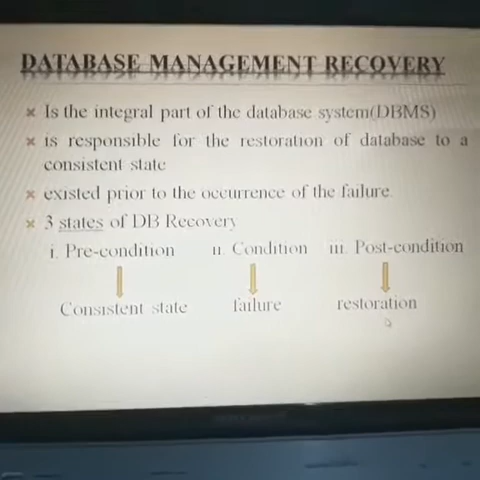 DATABASE MANAGEMENT RECOVERY
Is the integral part of the database system(DBMS)
is responsible for the restoration of database to a
consistent state
existed prior to the occurrence of the failure.
3 states of DB Recovery
i. Pre-condition ii. Condition iii. Post-condition
Consistent state failure restoration